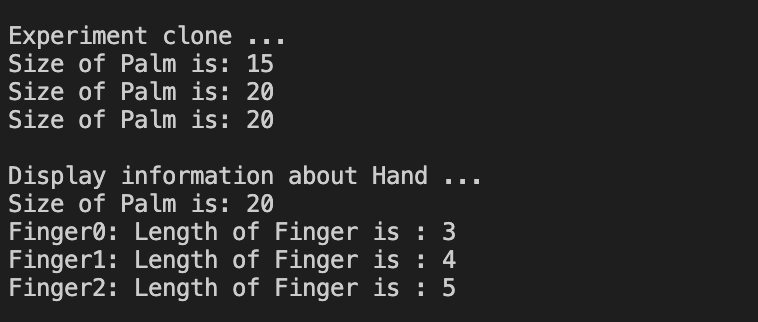 Experiment clone ...
Size of Palm is: 15
Size of Palm is: 20
Size of Palm is: 20
Display information about Hand ...
Size of Palm is: 20
Finger0: Length of Finger is : 3
Finger1: Length of Finger is : 4
Finger2: Length of Finger is : 5